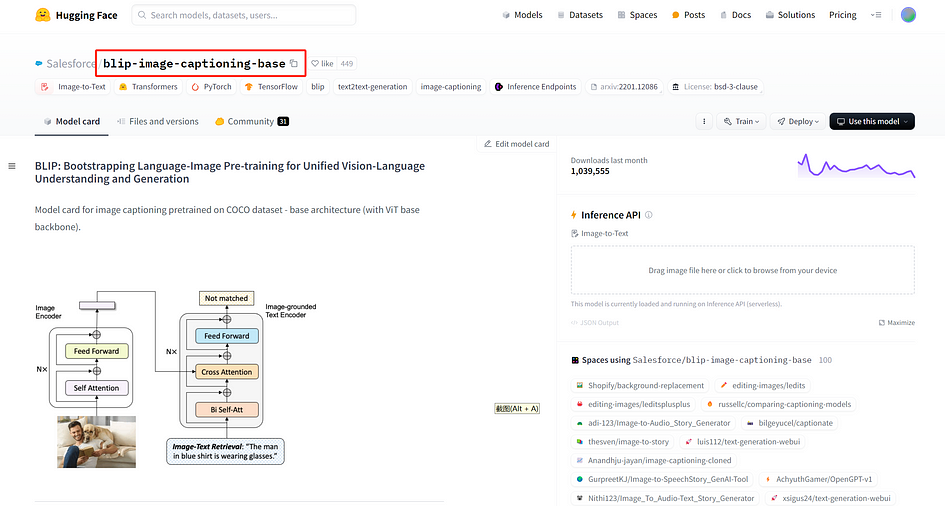 Hugging Face
Search models, datasets, users...
Models
Datasets
Spaces
Posts
Docs
Solutions
Pricing
Salesforce/blip-image-captioning-base
like 449
Image-to-Text
Transformers
PyTorch
TensorFlow
blip
text2text-generation
image-captioning
Inference Endpoints
arxiv:2201.12086
License: bsd-3-clause
Model card
Files and versions
Community 31
Train
Deploy
Use this model
Edit model card
BLIP: Bootstrapping Language-Image Pre-training for Unified Vision-Language
Understanding and Generation
Model card for image captioning pretrained on COCO dataset - base architecture (with ViT base
backbone).
Image
Encoder
N×
Feed Forward
Self Attention
Not matched
Image-grounded
Text Encoder
N×
Feed Forward
Cross Attention
Bi Self-Att
Image-Text Retrieval: "The man
in blue shirt is wearing glasses."
截图(Alt + A)
Downloads last month
1,039,555
Inference API
Image-to-Text
Drag image file here or click to browse from your device
This model is currently loaded and running on Inference API (serverless).
</> JSON Output
Maximize
Spaces using Salesforce/blip-image-captioning-base 100
Shopify/background-replacement
editing-images/ledits
editing-images/leditsplusplus
russellc/comparing-captioning-models
adi-123/Image-to-Audio_Story_Generator
bilgeyucel/captionate
thesven/image-to-story
luis112/text-generation-webui
Anandhju-jayan/image-captioning-cloned
GurpreetKJ/Image-to-SpeechStory_GenAI-Tool
AchyuthGamer/OpenGPT-v1
Nithi123/Image_To_Audio-Text_Story_Generator
xsigus24/text-generation-webui